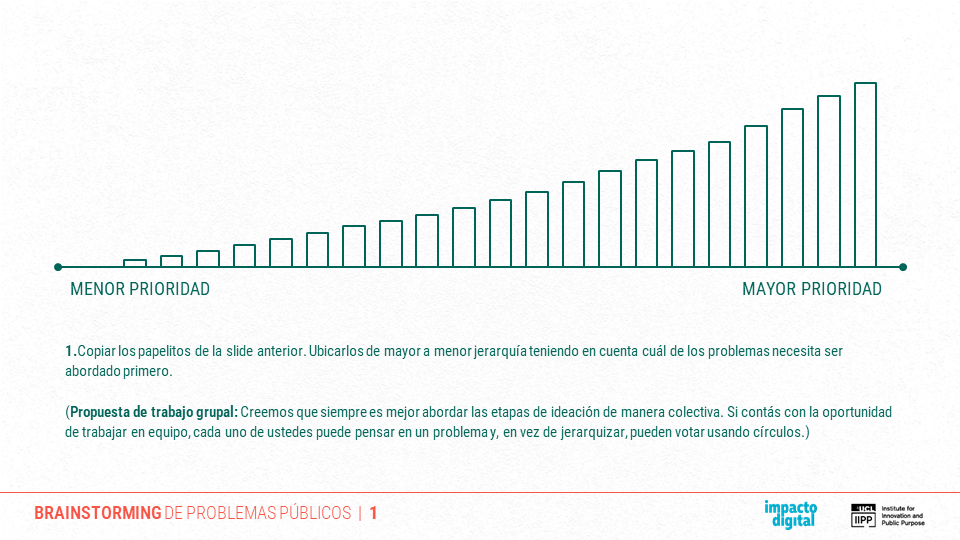 MENOR PRIORIDAD
MAYOR PRIORIDAD
1.Copiar los papelitos de la slide anterior. Ubicarlos de mayor a menor jerarquía teniendo en cuenta cuál de los problemas necesita ser
abordado primero.
(Propuesta de trabajo grupal: Creemos que siempre es mejor abordar las etapas de ideación de manera colectiva. Si contás con la oportunidad
de trabajar en equipo, cada uno de ustedes puede pensar en un problema y, en vez de jerarquizar, pueden votar usando círculos.)
BRAINSTORMING DE PROBLEMAS PÚBLICOS | 1
impacto
digital
UCL
IIPP
Institute for
Innovation and
Public Purpose